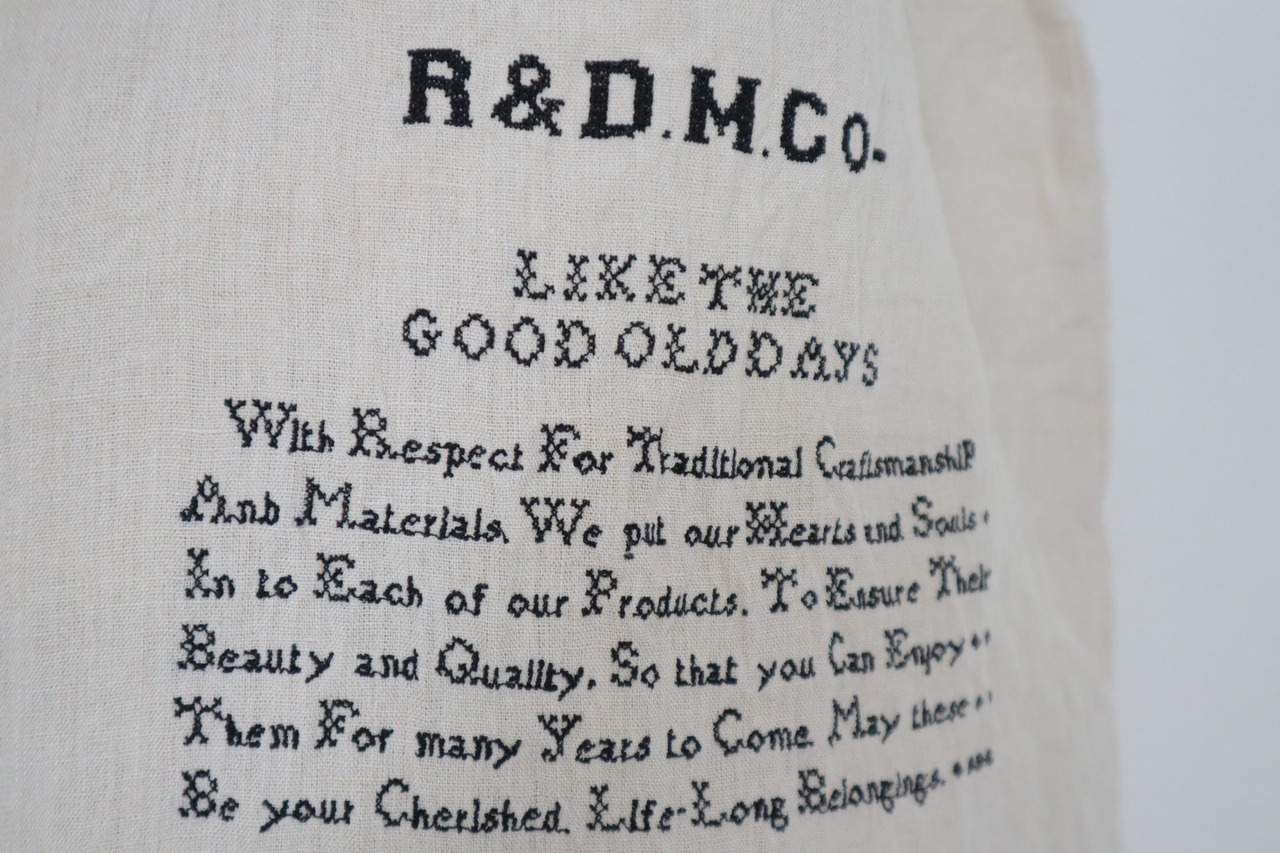 R&D.M.Co.
LIKE THE
GOOD OLD DAYS
With Respect For Traditional CraftsmanshiP
Anb Materials, We put our Hearts and Souls.
In to Each of our Products. To Ensure Their
Beauty and Quality, So that you Can Enjoy..
Them For many Years to Come. May these..
Be your Cherished. Life-Long Belongings. ....